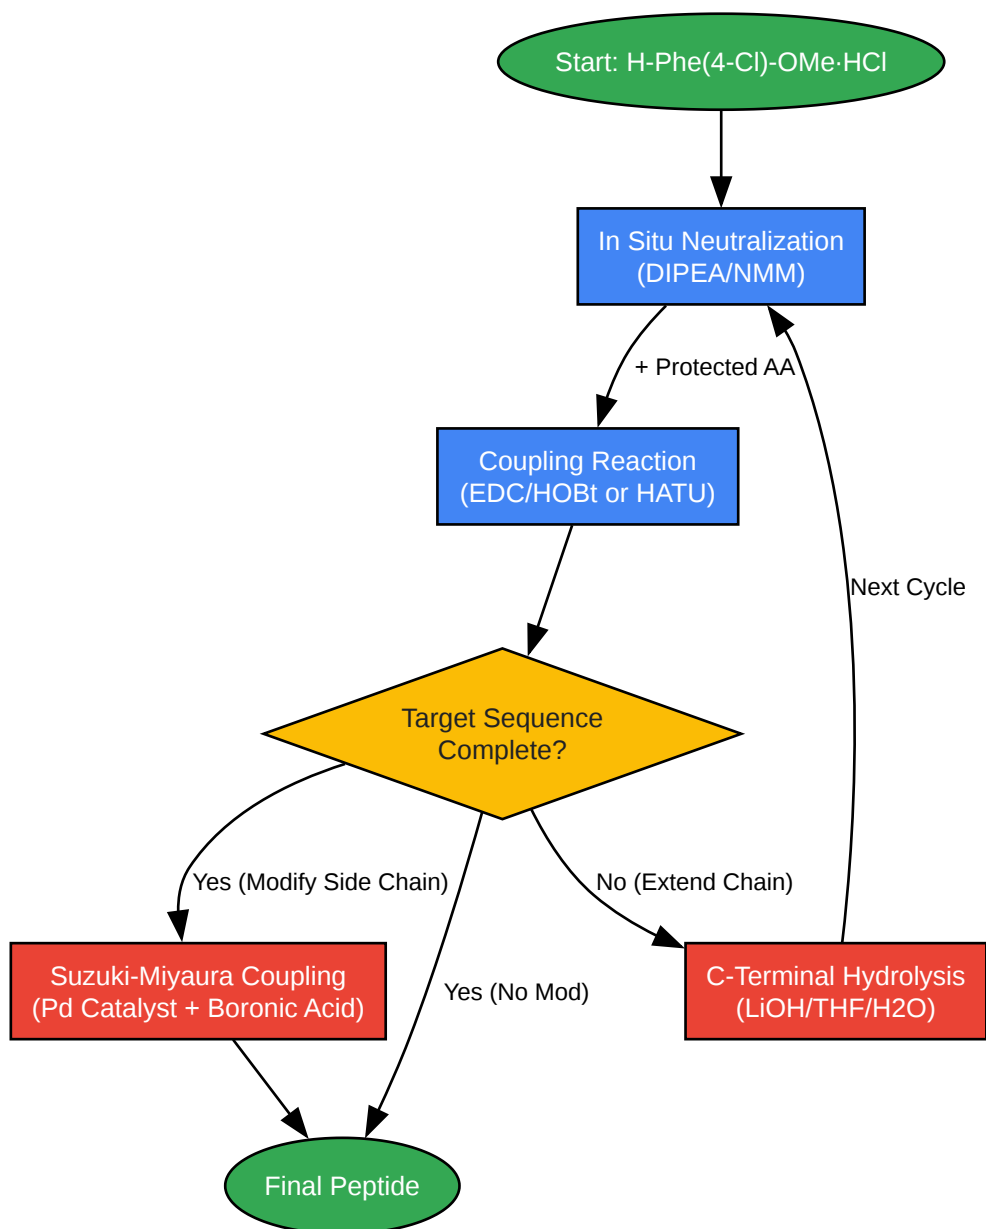 Start: H-Phe(4-Cl)-OMe·HCl
In Situ Neutralization
(DIPEA/NMM)
+ Protected AA
Coupling Reaction
(EDC/HOBt or HATU)
Next Cycle
Target Sequence
Complete?
Yes (Modify Side Chain)
No (Extend Chain)
Suzuki-Miyaura Coupling
(Pd Catalyst + Boronic Acid)
Yes (No Mod)
C-Terminal Hydrolysis
(LiOH/THF/H2O)
Final Peptide